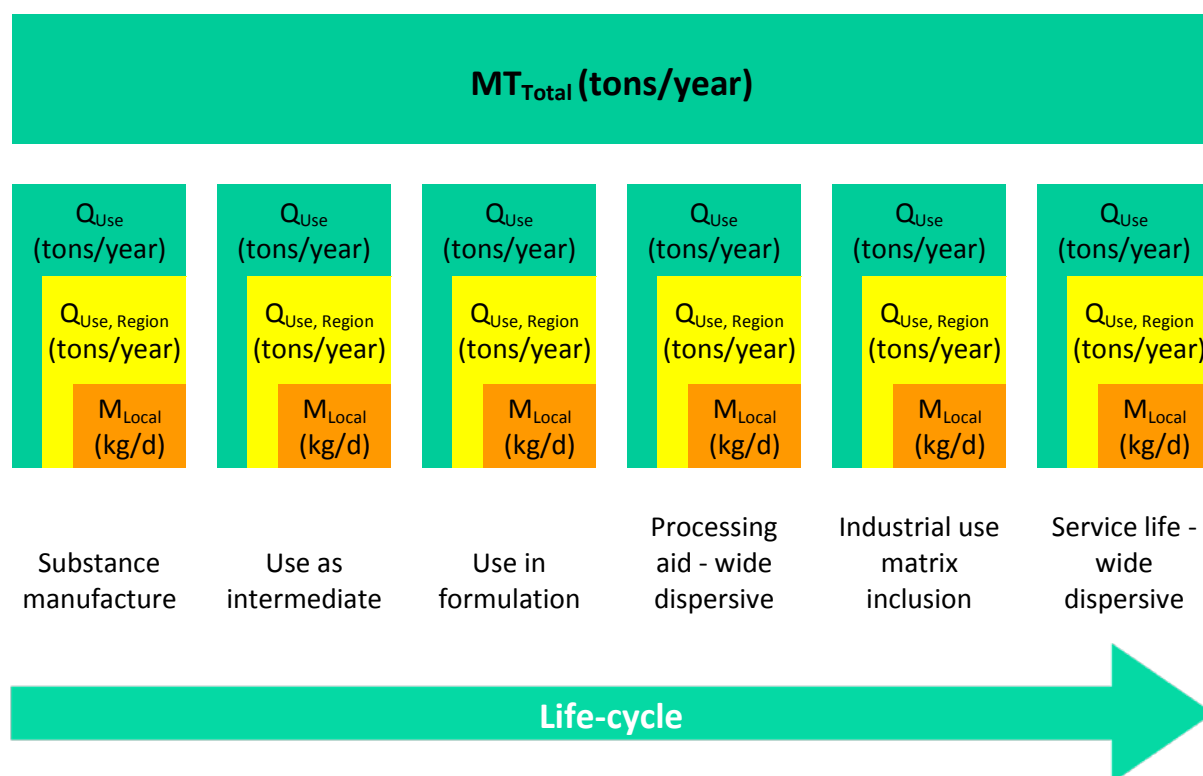 MTTotal (tons/year)
QUse
(tons/year)
QUse, Region
(tons/year)
MLocal
(kg/d)
QUse
(tons/year)
QUse, Region
(tons/year)
MLocal
(kg/d)
QUse
(tons/year)
QUse, Region
(tons/year)
MLocal
(kg/d)
QUse
(tons/year)
QUse, Region
(tons/year)
MLocal
(kg/d)
QUse
(tons/year)
QUse, Region
(tons/year)
MLocal
(kg/d)
QUse
(tons/year)
QUse, Region
(tons/year)
MLocal
(kg/d)
Substance
manufacture
Use as
intermediate
Use in
formulation
Processing
aid - wide
dispersive
Industrial use
matrix
inclusion
Service life -
wide
dispersive
Life-cycle